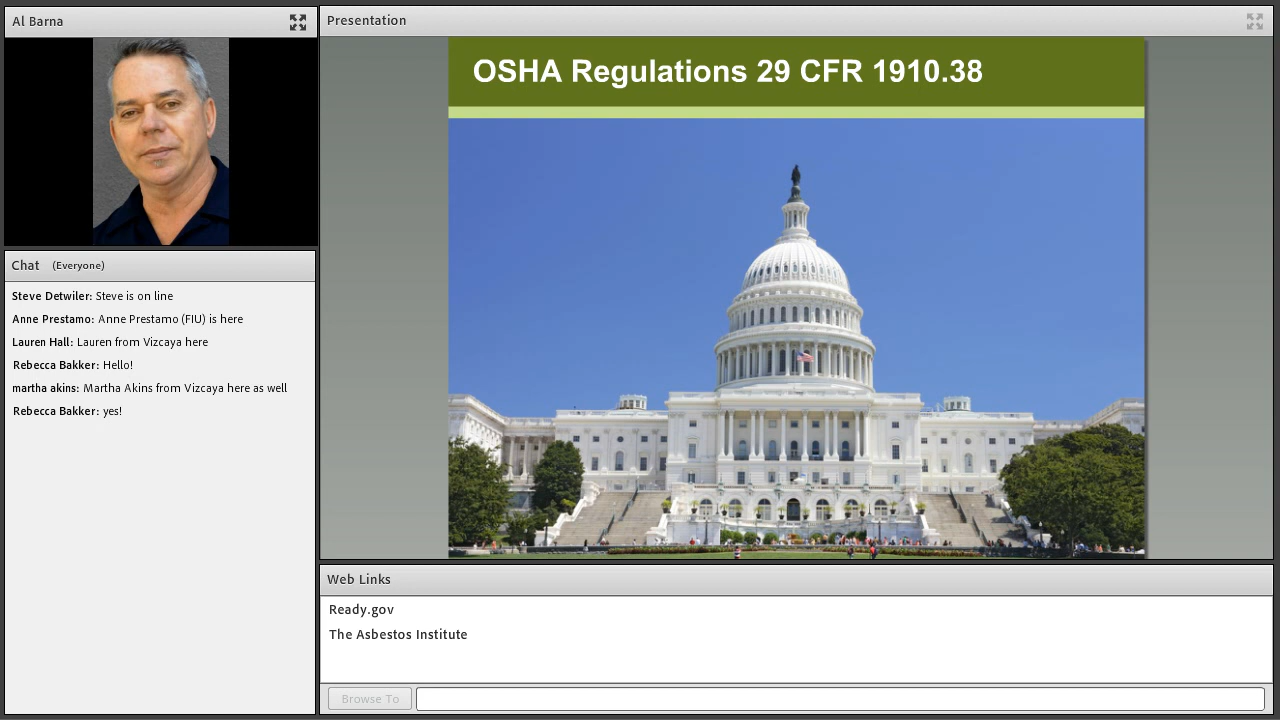 Al Barna
Presentation
OSHA Regulations 29 CFR 1910.38
Chat (Everyone)
Steve Detwiler: Steve is on line
Anne Prestamo: Anne Prestamo (FIU) is here
Lauren Hall: Lauren from Vizcaya here
Rebecca Bakker: Hello!
martha akins: Martha Akins from Vizcaya here as well
Rebecca Bakker: yes!
Web Links
Ready.gov
The Asbestos Institute
Browse To